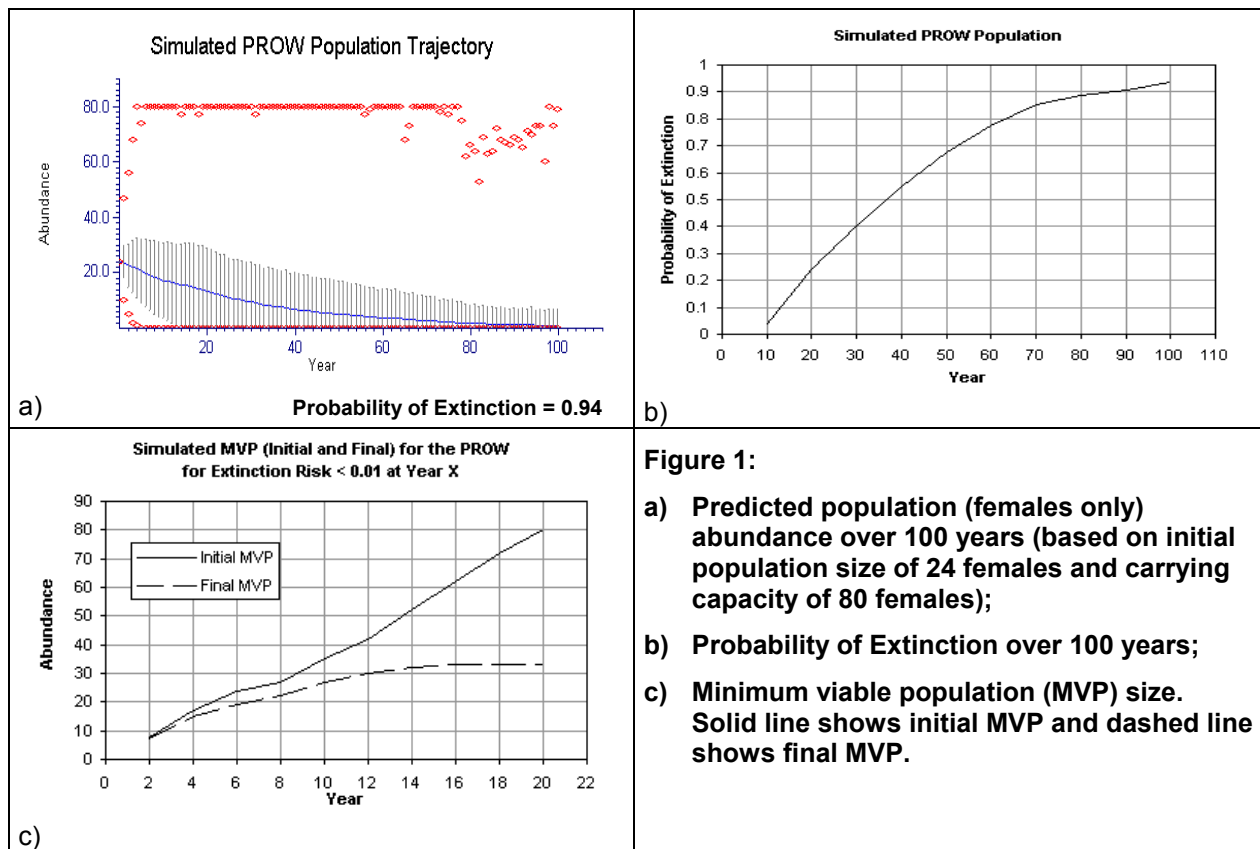 Simulated PROW Population Trajectory
Abundance
80.0
60.0
40.0
20.0
20 40 60 80 100
Year
a) Probability of Extinction = 0.94
Simulated PROW Population
Probability of Extinction
1
0.9
0.8
0.7
0.6
0.5
0.4
0.3
0.2
0.1
0
0 10 20 30 40 50 60 70 80 90 100 110
Year
b)
Simulated MVP (Initial and Final) for the PROW
for Extinction Risk < 0.01 at Year X
Abundance
90
80
70
60
50
40
30
20
10
0
Initial MVP
Final MVP
0 2 4 6 8 10 12 14 16 18 20 22
Year
c)
Figure 1:
a) Predicted population (females only)
abundance over 100 years (based on initial
population size of 24 females and carrying
capacity of 80 females);
b) Probability of Extinction over 100 years;
c) Minimum viable population (MVP) size.
Solid line shows initial MVP and dashed line
shows final MVP.